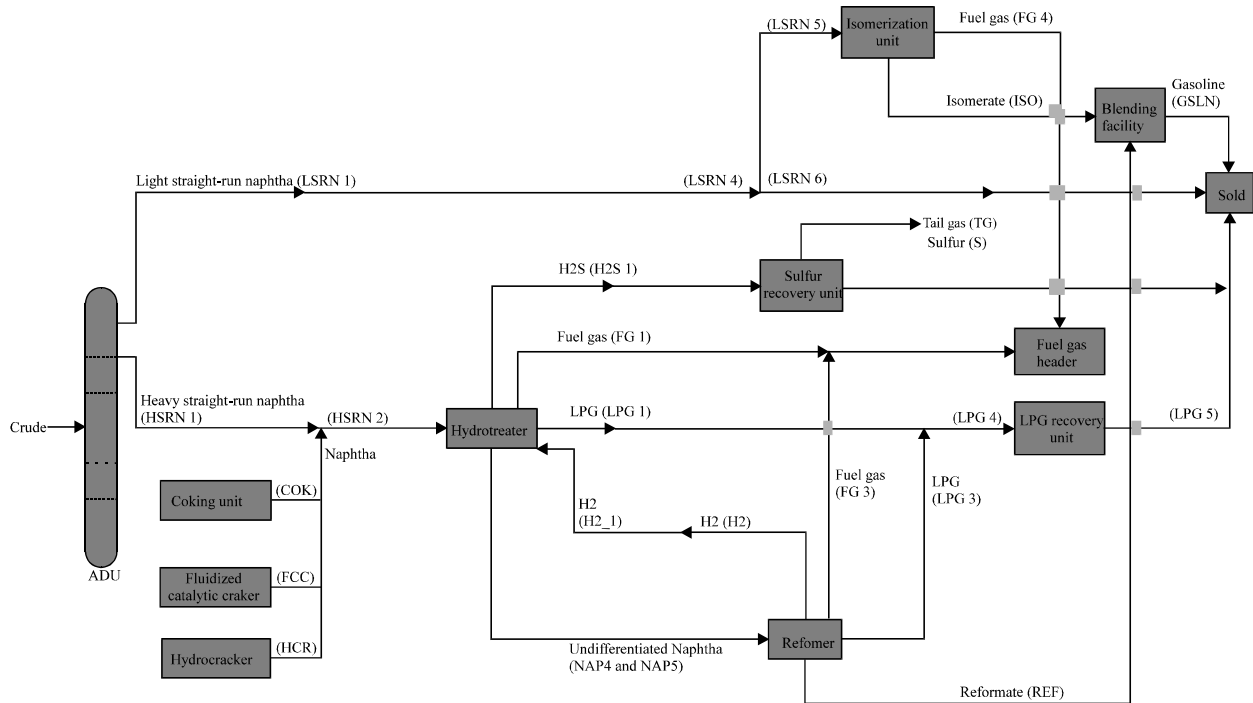 Fuel gas (FG 4)
(LSRN 5)
Isomerization
unit
Gasoline
(GSLN)
Isomerate (ISO)
Blending
facility
Light straight-run naphtha (LSRN 1)
(LSRN 4)
(LSRN 6)
Sold
Tail gas (TG)
Sulfur (S)
H2S (H2S 1)
Sulfur
recovery unit
Fuel gas (FG 1)
Fuel gas
header
Heavy straight-run naphtha
(HSRN 1)
(HSRN 2)
LPG (LPG 1)
(LPG 4)
LPG recovery
unit
(LPG 5)
Crude
Hydrotreater
Naphtha
Fuel gas
(FG 3)
LPG
(LPG 3)
Coking unit
(COK)
H2
(H2_1)
H2 (H2)
ADU
Fluidized
catalytic craker
(FCC)
Hydrocracker
(HCR)
Undifferentiated Naphtha
(NAP4 and NAP5)
Refomer
Reformate (REF)